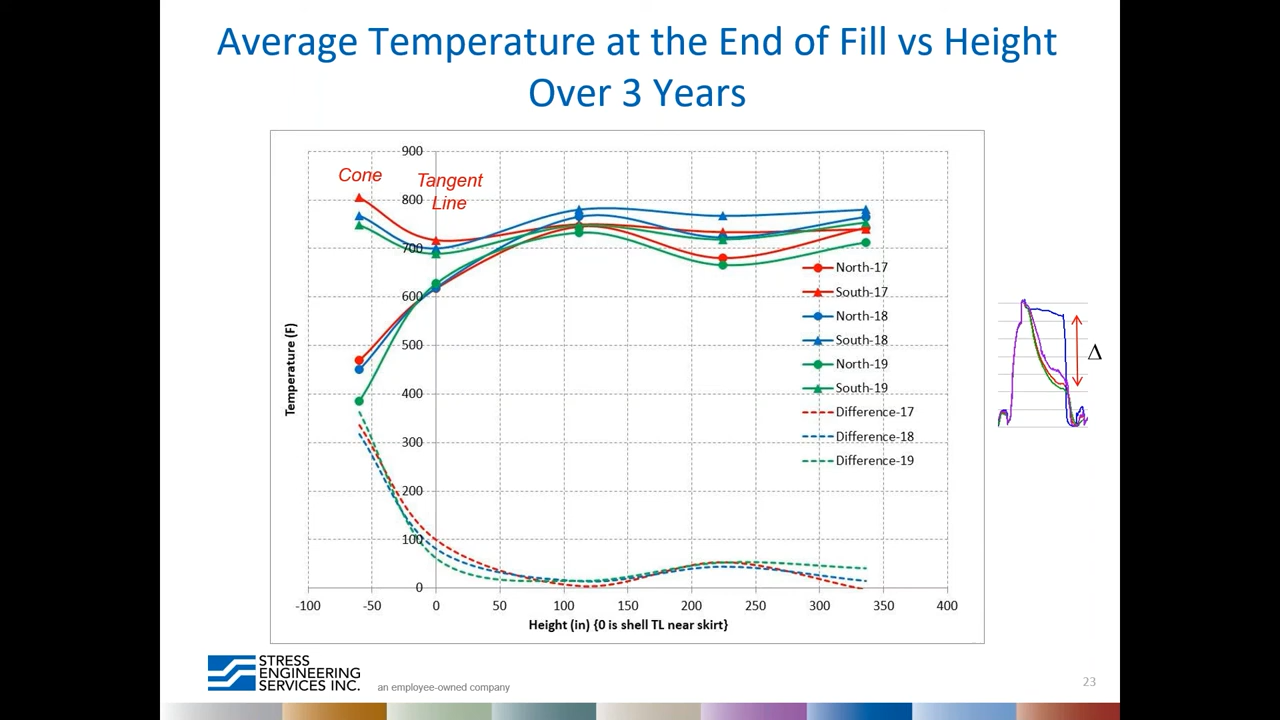 Average Temperature at the End of Fill vs Height
Over 3 Years
Cone
Tangent
Line
900
800
700
600
500
400
300
200
100
0
Temperature (F)
-100
-50
0
50
100
150
200
250
300
350
400
Height (in) {0 is shell TL near skirt}
North-17
South-17
North-18
South-18
North-19
South-19
Difference-17
Difference-18
Difference-19
Δ
STRESS
ENGINEERING
SERVICES INC.
an employee-owned company
23